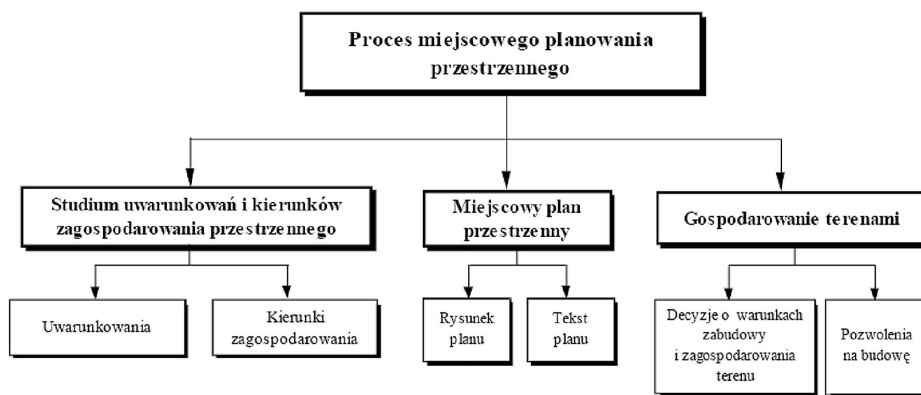 Proces miejscowego planowania
przestrzennego
Studium uwarunkowań i kierunków
zagospodarowania przestrzennego
Miejscowy plan
przestrzenny
Gospodarowanie terenami
Uwarunkowania
Kierunki
zagospodarowania
Rysunek
planu
Tekst
planu
Decyzje o warunkach
zabudowy
i zagospodarowania
terenu
Pozwolenia
na budowę